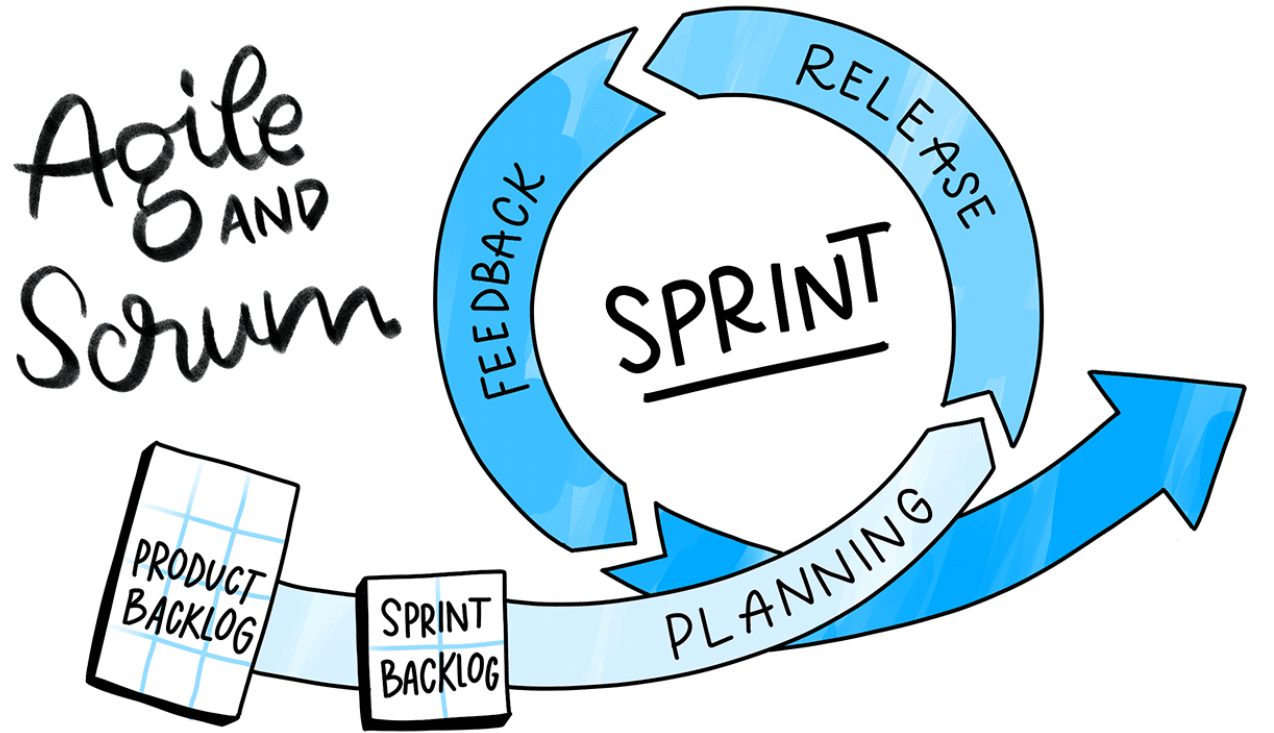 Agile
AND
Scrum
FEEDBACK
RELEASE
SPRINT
PLANNING
PRODUCT
BACKLOG
SPRINT
BACKLOG